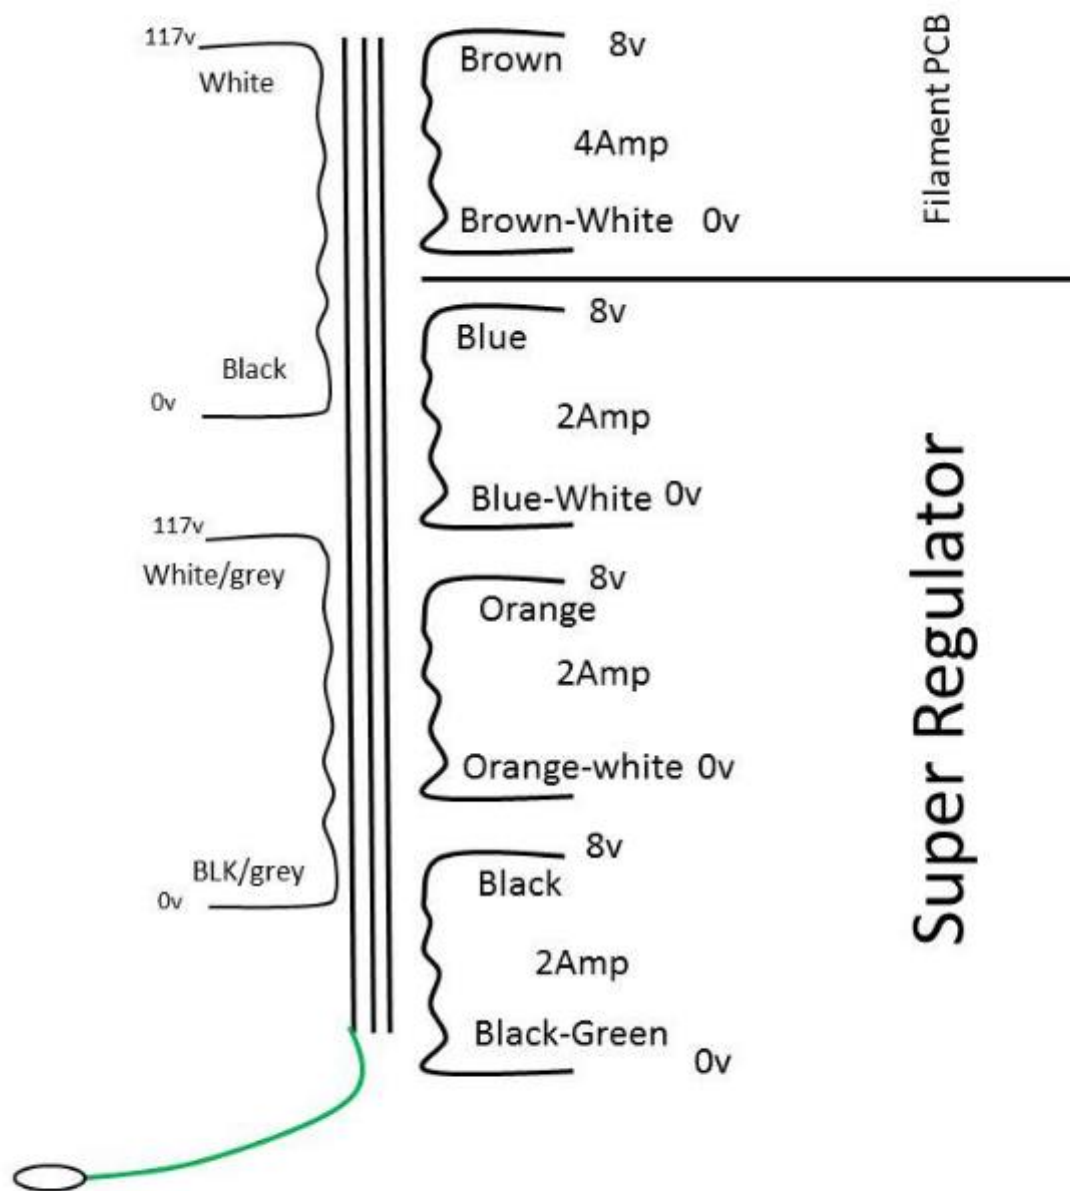 117v
White
Black
0v
117v
White/grey
BLK/grey
0v
Brown 8v
4Amp
Brown-White 0v
Filament PCB
8v
Blue
2Amp
Blue-White 0v
8v
Orange
2Amp
Orange-white 0v
8v
Black
2Amp
Black-Green
0v
Super Regulator